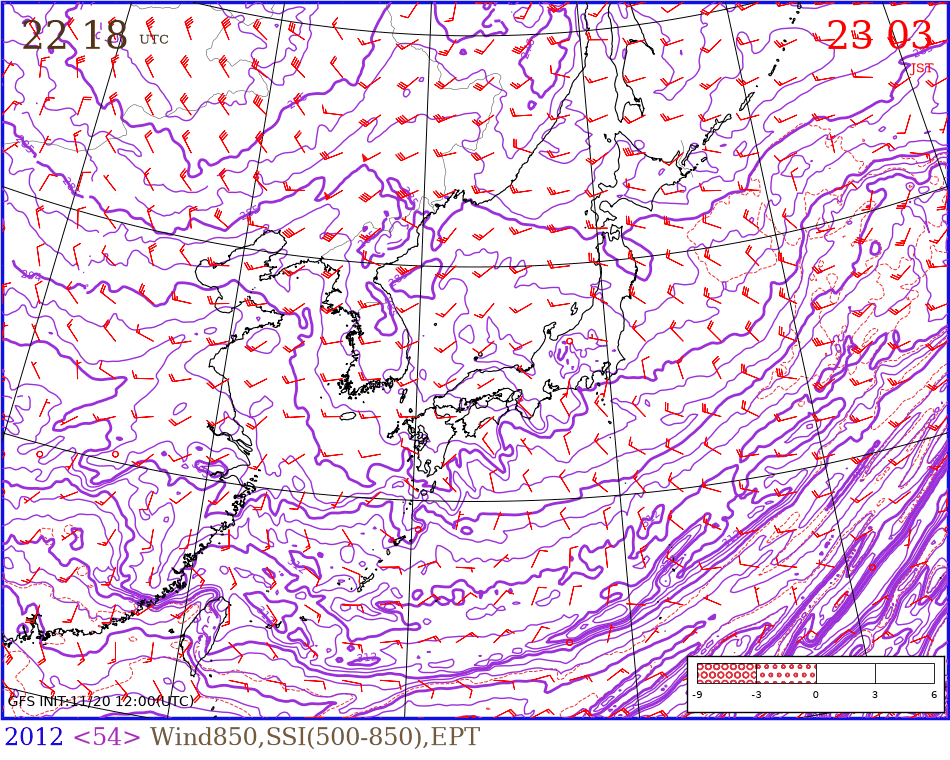 22 18 UTC 23 03
JST
GFS INIT:11/20 12:00(UTC)
-9 -3 0 3 6
2012 <54> Wind850,SSI(500-850),EPT